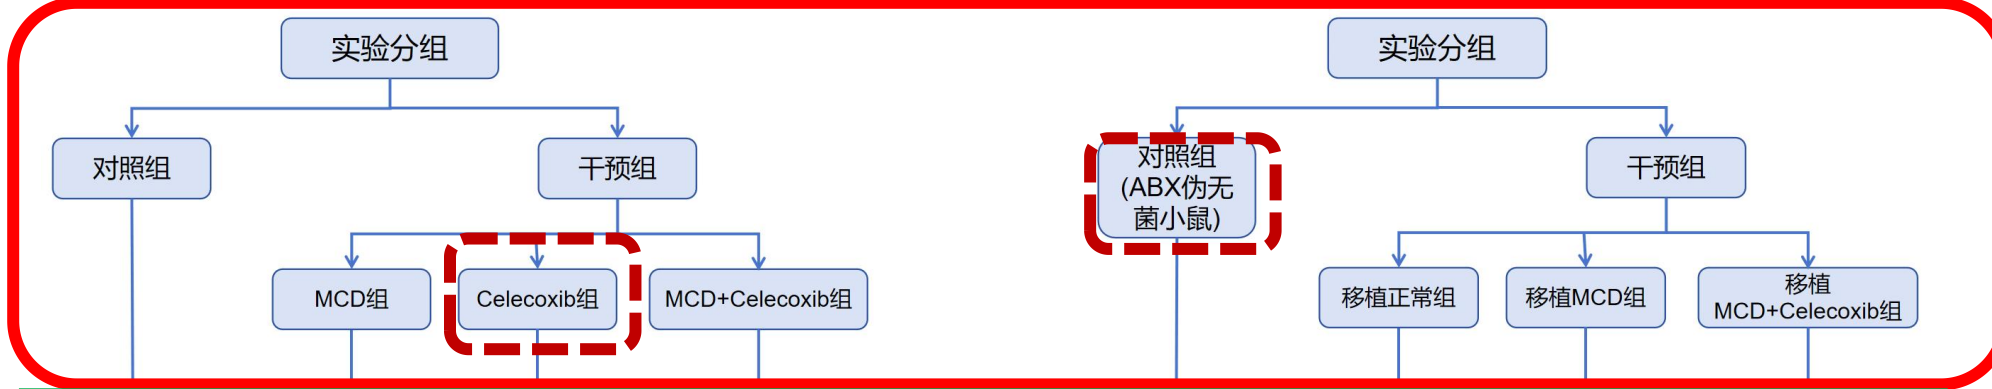 实验分组
对照组
干预组
MCD组
Celecoxib组
MCD+Celecoxib组
实验分组
对照组
(ABX伪无
菌小鼠)
干预组
移植正常组
移植MCD组
移植
MCD+Celecoxib组